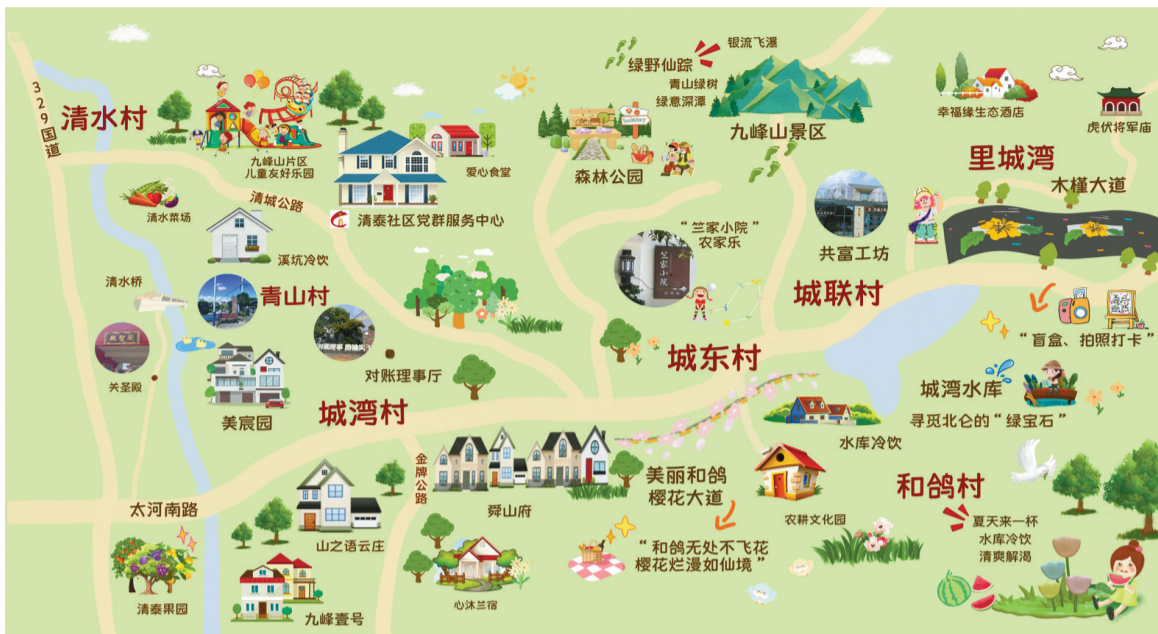 329国道
清水村
九峰山片区
儿童友好乐园
爱心食堂
清城公路
清泰社区党群服务中心
清水菜场
溪坑冷饮
清水桥
青山村
关圣殿
美宸园
对账理事厅
城湾村
绿野仙踪
银流飞瀑
青山绿树
绿意深潭
九峰山景区
森林公园
幸福缘生态酒店
虎伏将军庙
里城湾
木槿大道
共富工坊
“竺家小院”
农家乐
竺家小院
城联村
城东村
“盲盒、拍照打卡”
城湾水库
寻觅北仑的“绿宝石”
水库冷饮
太河南路
金牌公路
山之语云庄
舜山府
美丽和鸽
樱花大道
农耕文化园
和鸽村
夏天来一杯
水库冷饮
清爽解渴
“和鸽无处不飞花
樱花烂漫如仙境”
清泰果园
九峰壹号
心沐兰宿